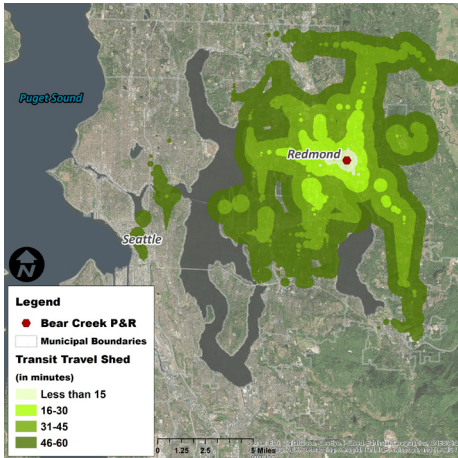 Puget Sound
Redmond
Seattle
N
Legend
Bear Creek P&R
Municipal Boundaries
Transit Travel Shed
(in minutes)
Less than 15
16-30
31-45
46-60
0 1.25 2.5 5 Miles